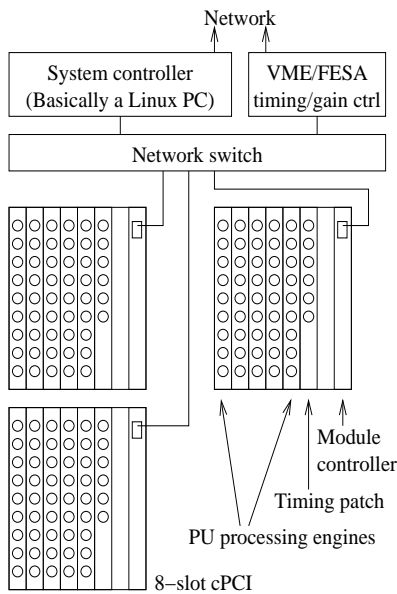 Network
System controller
(Basically a Linux PC)
VME/FESA
timing/gain ctrl
Network switch
Module
controller
Timing patch
PU processing engines
8−slot cPCI